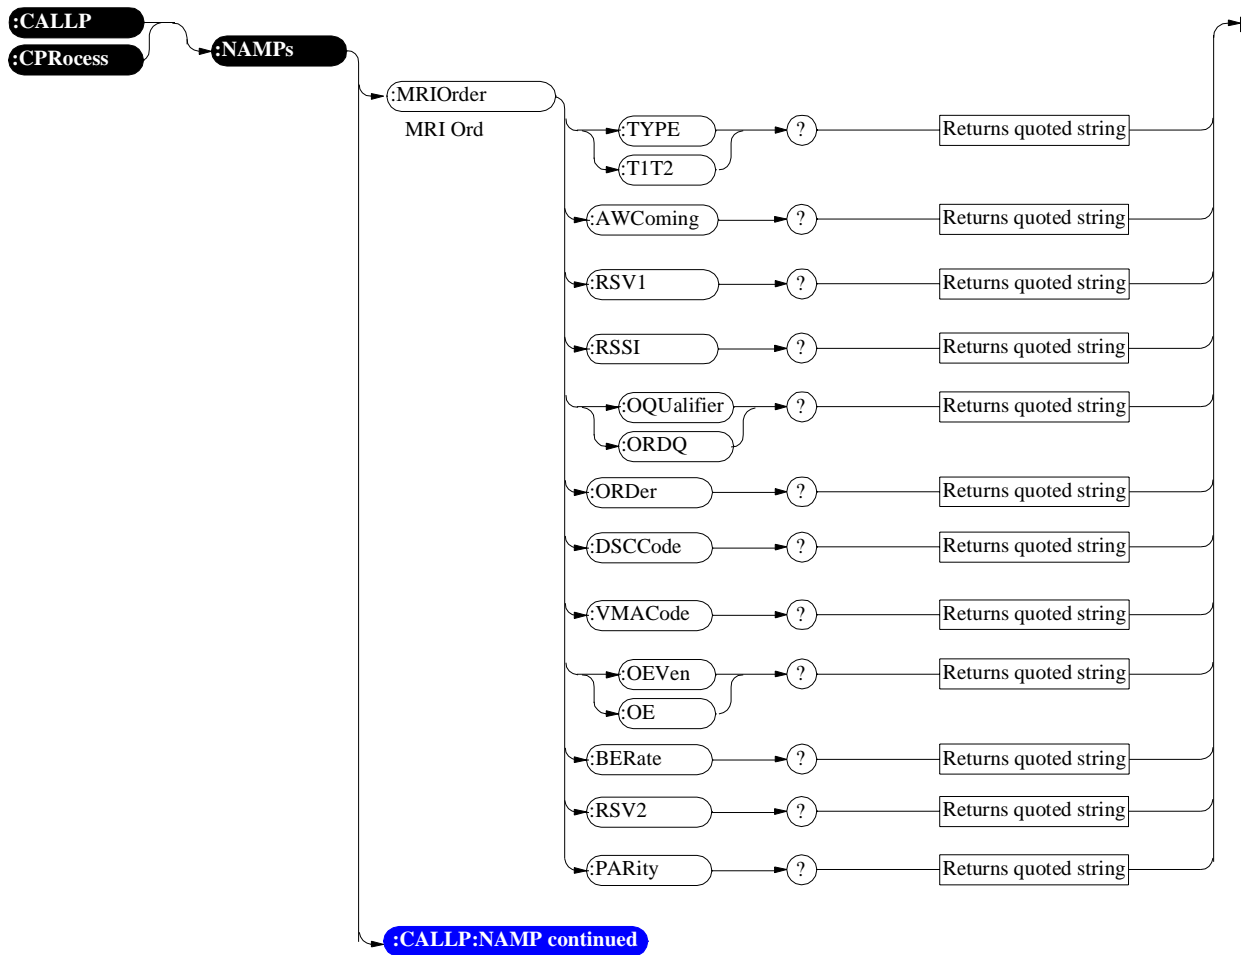 :CALLP
:CPRocess
:NAMPs
:MRIOrder
MRI Ord
:TYPE ? Returns quoted string
:T1T2
:AWComing ? Returns quoted string
:RSV1 ? Returns quoted string
:RSSI ? Returns quoted string
:OQUalifier ? Returns quoted string
:ORDQ
:ORDer ? Returns quoted string
:DSCCode ? Returns quoted string
:VMACode ? Returns quoted string
:OEVen ? Returns quoted string
:OE
:BERate ? Returns quoted string
:RSV2 ? Returns quoted string
:PARity ? Returns quoted string
:CALLP:NAMP continued